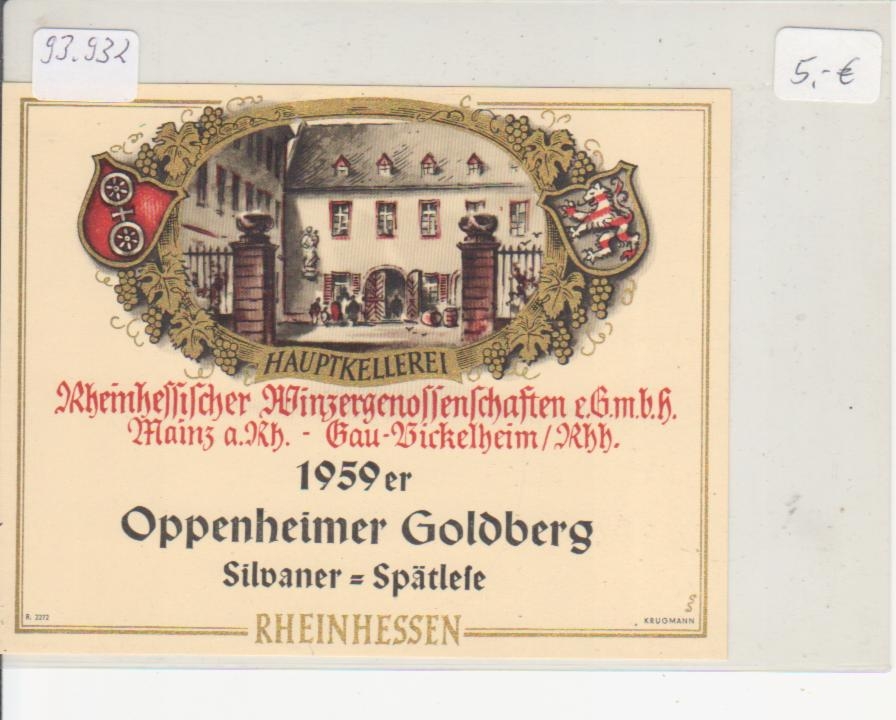 93.932
5,-€
HAUPTKELLEREI
Rheinhessischer Winzergenossenschaften e.G.m.b.H.
Mainz a.Rh. - Gau-Bickelheim/Rhh.
1959er
Oppenheimer Goldberg
Silvaner = Spätlese
RHEINHESSEN
R. 2272
KRUGMANN